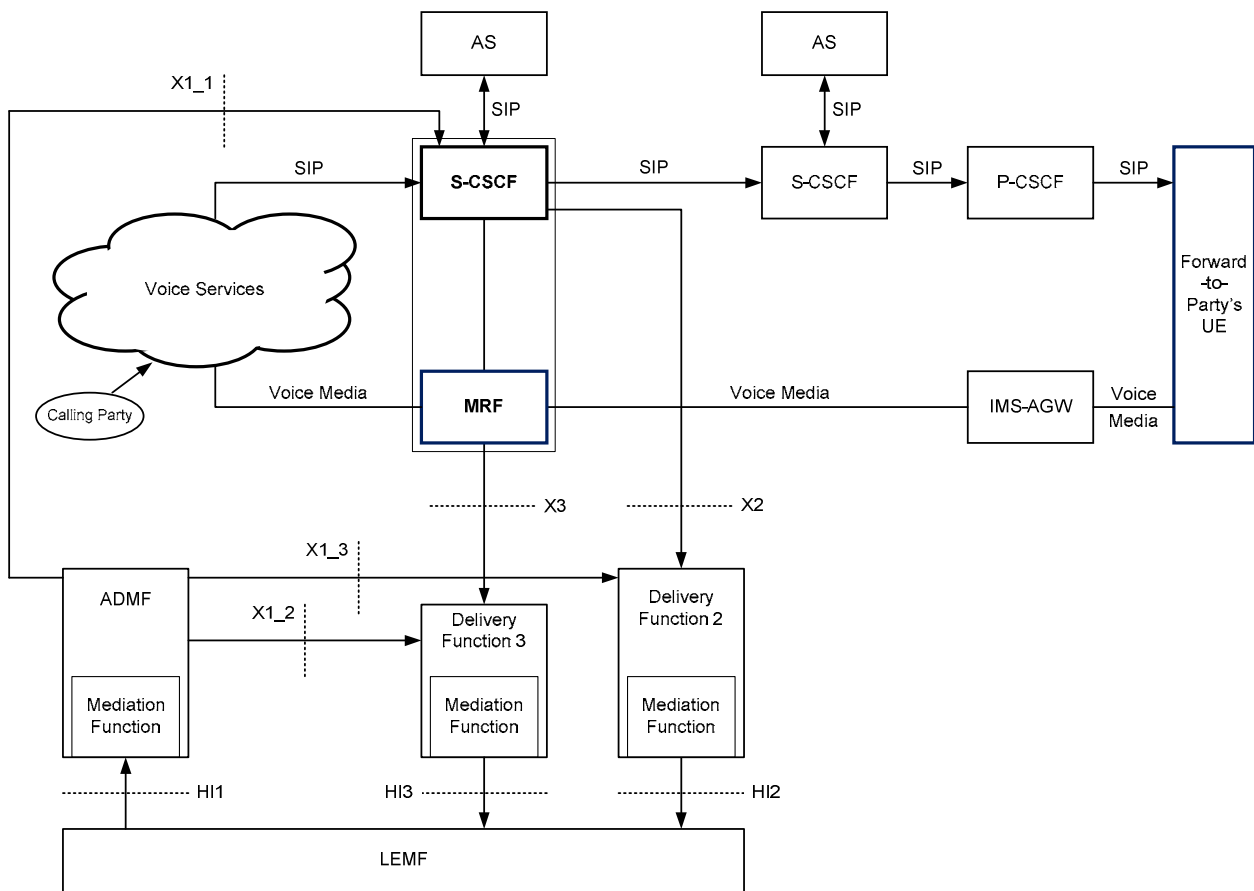 AS
AS
X1_1
SIP
SIP
SIP
S-CSCF
SIP
S-CSCF
SIP
P-CSCF
SIP
Voice Services
Forward
-to-
Party's
UE
Calling Party
Voice Media
MRF
Voice Media
IMS-AGW
Voice
Media
X3
X2
X1_3
ADMF
X1_2
Delivery
Function 3
Delivery
Function 2
Mediation
Function
Mediation
Function
Mediation
Function
HI1
HI3
HI2
LEMF